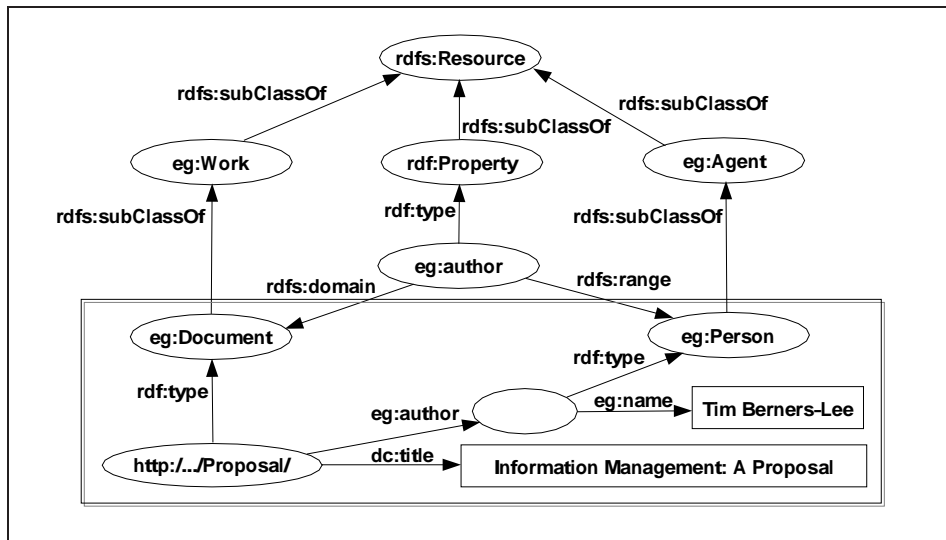 rdfs:Resource
rdfs:subClassOf
rdfs:subClassOf
rdfs:subClassOf
eg:Work
rdf:Property
eg:Agent
rdf:type
rdfs:subClassOf
rdfs:subClassOf
eg:author
rdfs:domain
rdfs:range
eg:Document
eg:Person
rdf:type
rdf:type
eg:author
eg:name
Tim Berners-Lee
http:/.../Proposal/
dc:title
Information Management: A Proposal